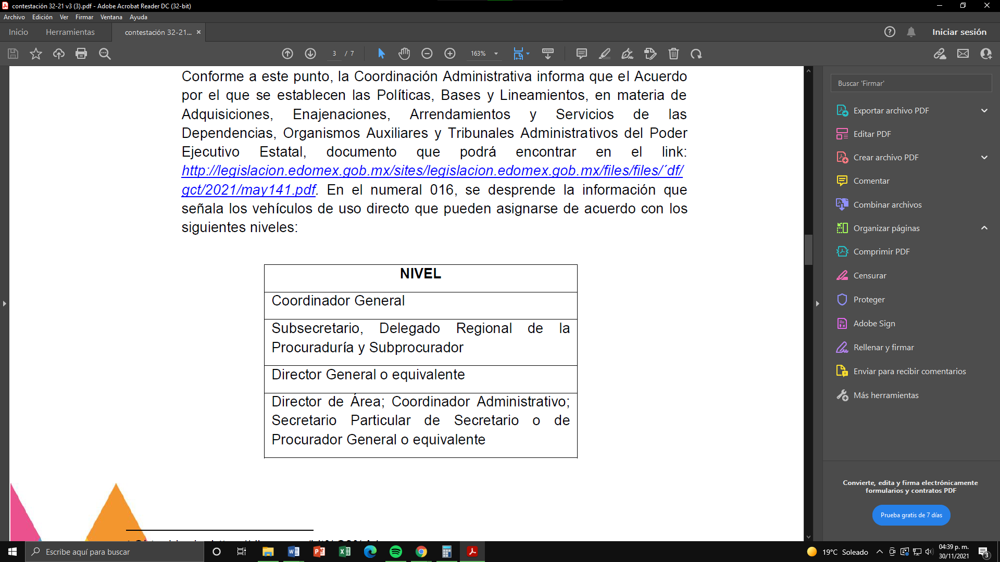 contestación 32-21 v3 (3).pdf - Adobe Acrobat Reader DC (32-bit)
Archivo Edición Ver Firmar Ventana Ayuda
Inicio Herramientas contestación 32-21... × Iniciar sesión
3 / 7 163%
Conforme a este punto, la Coordinación Administrativa informa que el Acuerdo
por el que se establecen las Políticas, Bases y Lineamientos, en materia de
Adquisiciones, Enajenaciones, Arrendamientos y Servicios de las
Dependencias, Organismos Auxiliares y Tribunales Administrativos del Poder
Ejecutivo Estatal, documento que podrá encontrar en el link:
http://legislacion.edomex.gob.mx/sites/legislacion.edomex.gob.mx/files/files/´df/
gct/2021/may141.pdf. En el numeral 016, se desprende la información que
señala los vehículos de uso directo que pueden asignarse de acuerdo con los
siguientes niveles:
NIVEL
Coordinador General
Subsecretario, Delegado Regional de la
Procuraduría y Subprocurador
Director General o equivalente
Director de Área; Coordinador Administrativo;
Secretario Particular de Secretario o de
Procurador General o equivalente
Buscar 'Firmar'
Exportar archivo PDF
Editar PDF
Crear archivo PDF
Comentar
Combinar archivos
Organizar páginas
Comprimir PDF
Censurar
Proteger
Adobe Sign
Rellenar y firmar
Enviar para recibir comentarios
Más herramientas
Convierte, edita y firma electrónicamente
formularios y contratos PDF
Prueba gratis de 7 días
Escribe aquí para buscar
19°C Soleado
04:39 p. m.
30/11/2021
3